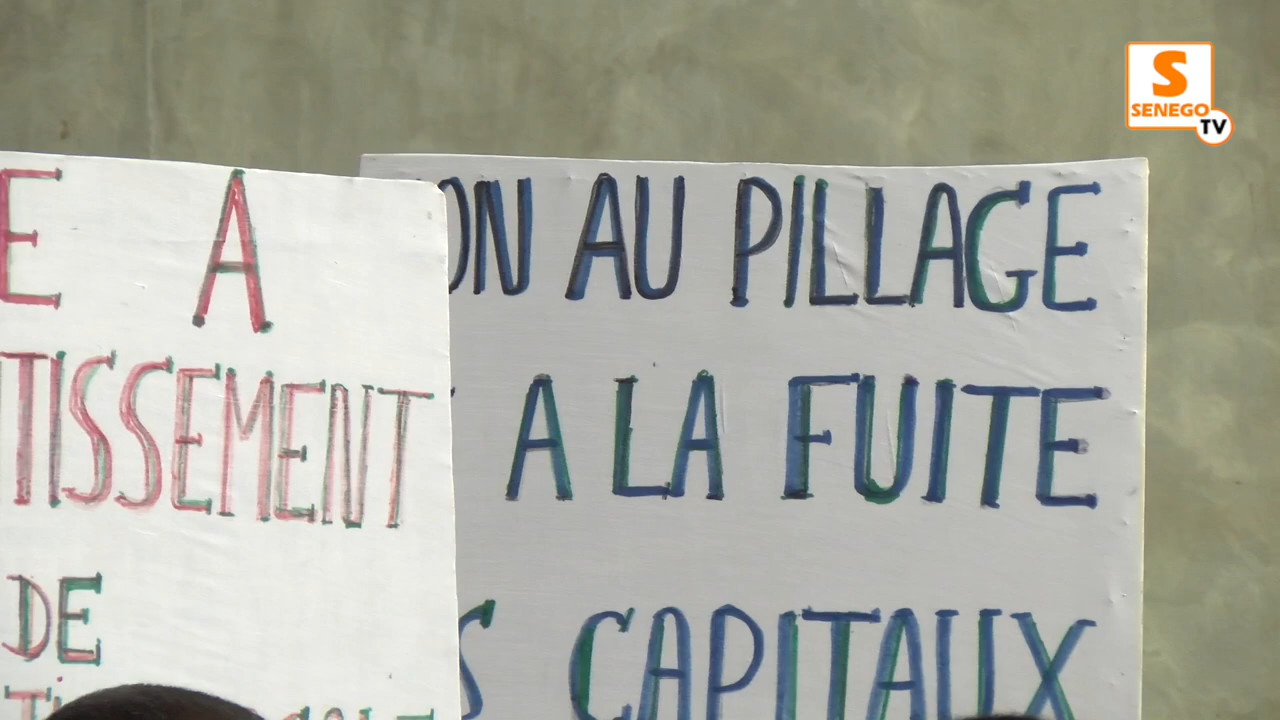 E A
TISSEMENT
DE
ON AU PILLAGE
A LA FUITE
S CAPITAUX
S
SENEGO
TV